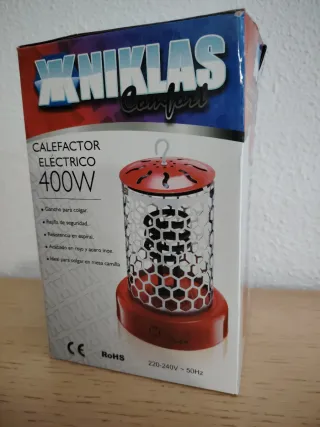 NIKLAS
Comfort
CALEFACTOR
ELÉCTRICO
400W
Gancho para colgar.
Rejilla de seguridad.
Resistencia en espiral.
Acabado en rojo y acero inox.
Ideal para colgar en mesa camilla
CE
RoHS
220-240V ~ 50Hz